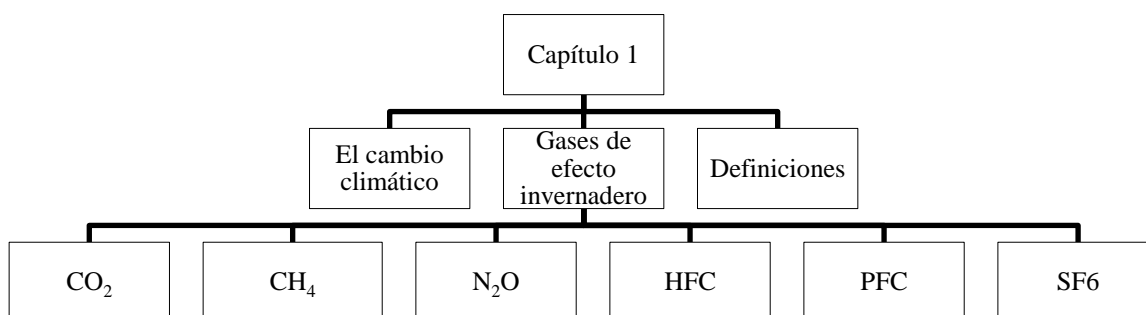 Capítulo 1
El cambio
climático
Gases de
efecto
invernadero
Definiciones
CO₂
CH₄
N₂O
HFC
PFC
SF6